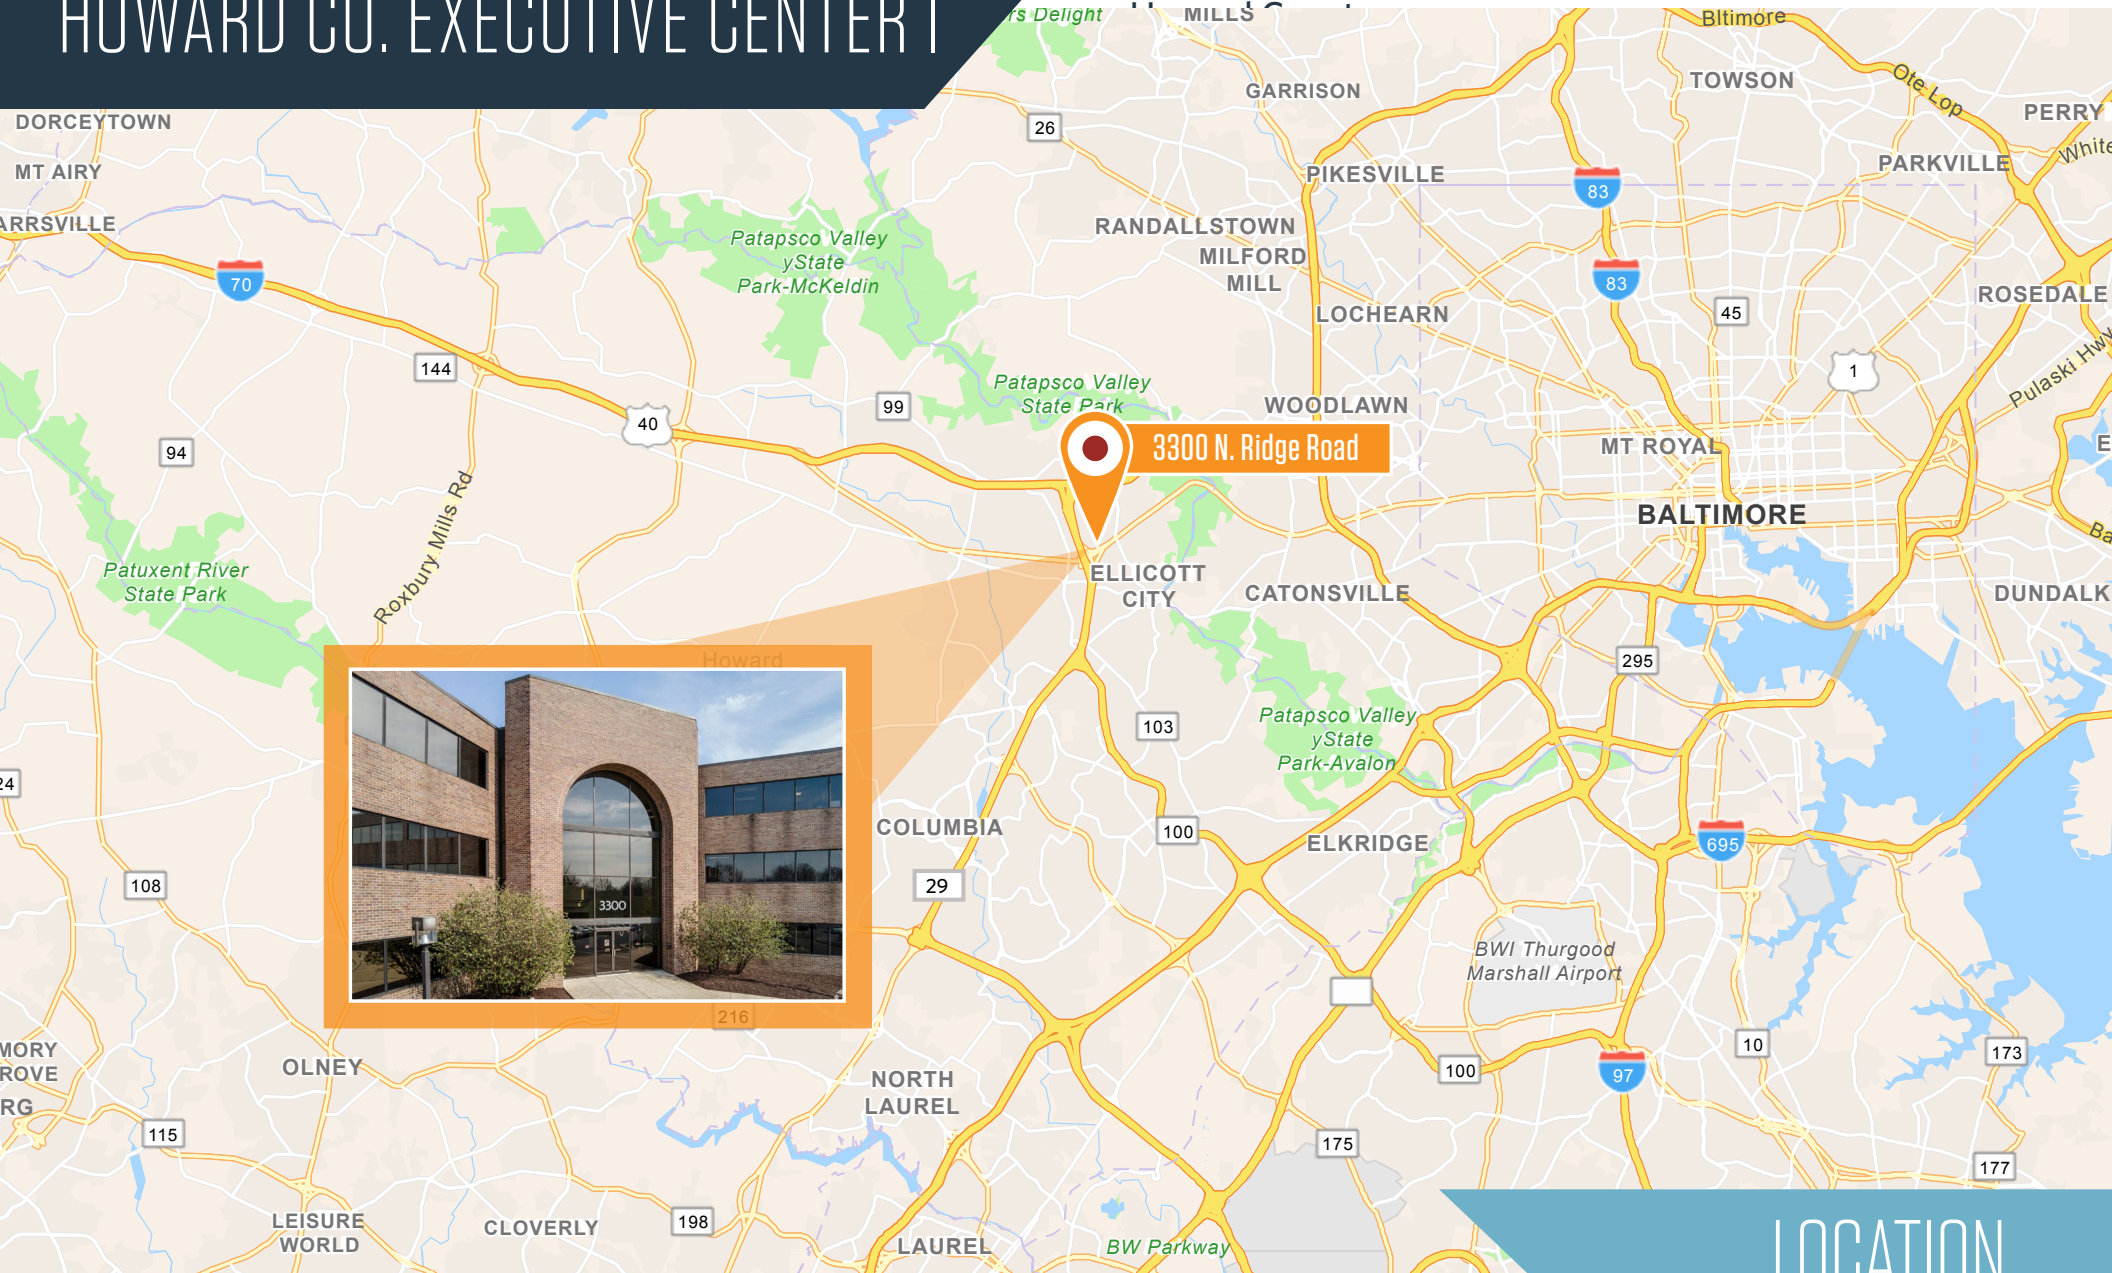 HOWARD CO. EXECUTIVE CENTER I
rs Delight
MILLS
Bltimore
GARRISON
TOWSON
Ote Lop
PERRY
White
DORCEYTOWN
26
MT AIRY
PIKESVILLE
83
PARKVILLE
ARRSVILLE
RANDALLSTOWN
Patapsco Valley
yState
Park-McKeldin
MILFORD
MILL
70
83
ROSEDALE
LOCHEARN
45
144
99
Patapsco Valley
State Park
1
Pulaski Hwy
WOODLAWN
40
94
3300 N. Ridge Road
MT ROYAL
E
Roxbury Mills Rd
BALTIMORE
Ba
Patuxent River
State Park
ELLICOTT
CITY
CATONSVILLE
DUNDALK
Howard
295
103
Patapsco Valley
yState
Park-Avalon
24
COLUMBIA
100
ELKRIDGE
695
108
29
3300
BWI Thurgood
Marshall Airport
216
MORY
ROVE
OLNEY
10
173
RG
NORTH
LAUREL
100
97
115
175
177
LEISURE
WORLD
CLOVERLY
198
LAUREL
BW Parkway
LOCATION